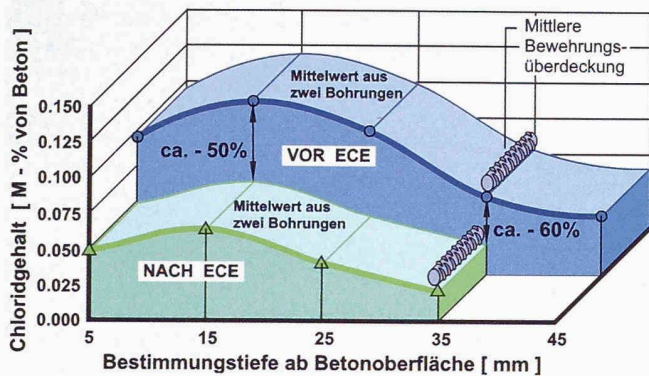 Mittlere
Bewehrungs-
überdeckung
Mittelwert aus
zwei Bohrungen
0.150
0.125
0.100
0.075
0.050
0.025
0.000
Chloridgehalt [ M - % von Beton ]
ca. - 50%
VOR ECE
Mittelwert aus
zwei Bohrungen
ca. - 60%
NACH ECE
5
15
25
35
45
Bestimmungstiefe ab Betonoberfläche [ mm ]